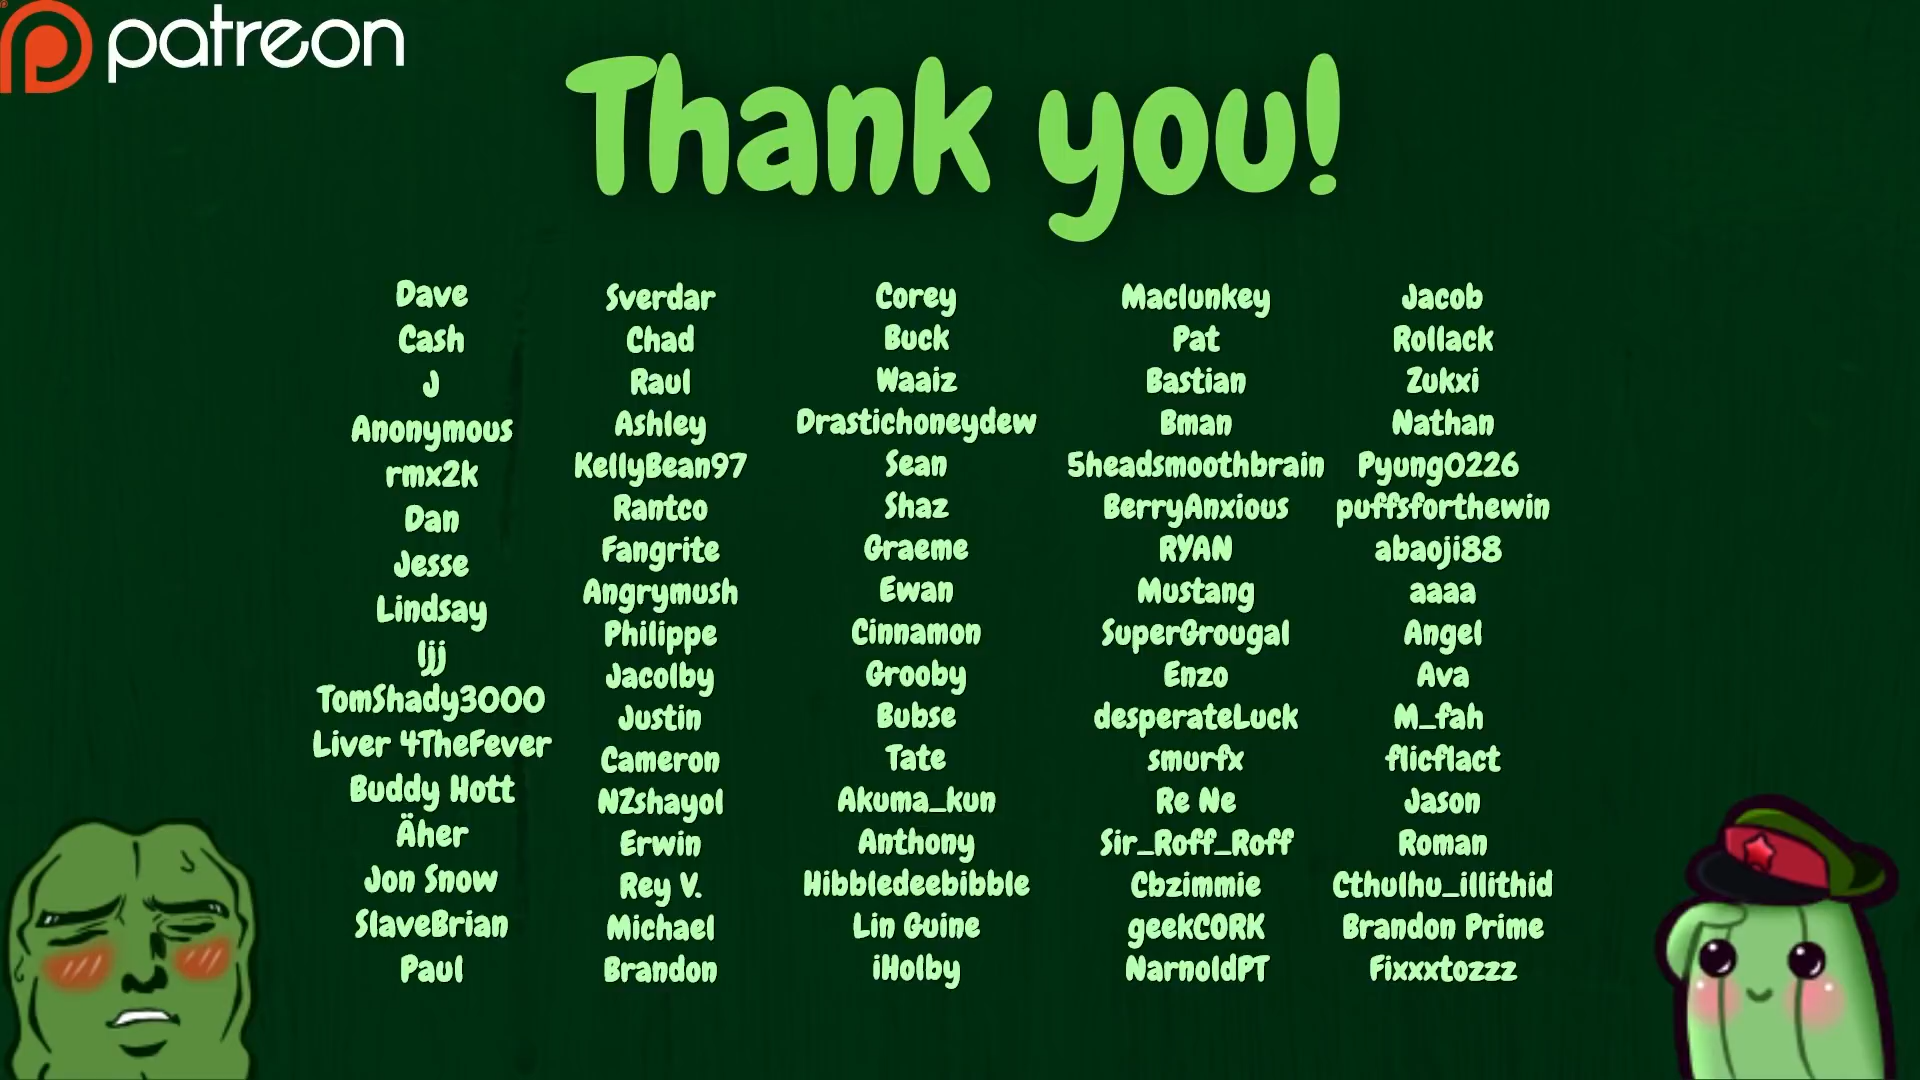 patreon
Thank you!
Dave
Cash
J
Anonymous
rmx2k
Dan
Jesse
Lindsay
ljj
TomShady3000
Liver 4TheFever
Buddy Hott
Äher
Jon Snow
SlaveBrian
Paul
Sverdar
Chad
Raul
Ashley
KellyBean97
Rantco
Fangrite
Angrymush
Philippe
Jacolby
Justin
Cameron
NZshayol
Erwin
Rey V.
Michael
Brandon
Corey
Buck
Waaiz
Drastichoneydew
Sean
Shaz
Graeme
Ewan
Cinnamon
Grooby
Bubse
Tate
Akuma_kun
Anthony
Hibbledeebibble
Lin Guine
iHolby
Maclunkey
Pat
Bastian
Bman
5headsmoothbrain
BerryAnxious
RYAN
Mustang
SuperGrougal
Enzo
desperateLuck
smurfx
Re Ne
Sir_Roff_Roff
Cbzimmie
geekCORK
NarnoldPT
Jacob
Rollack
Zukxi
Nathan
Pyung0226
puffsforthewin
abaoji88
aaaa
Angel
Ava
M_fah
flicflact
Jason
Roman
Cthulhu_illithid
Brandon Prime
Fixxxtozzz